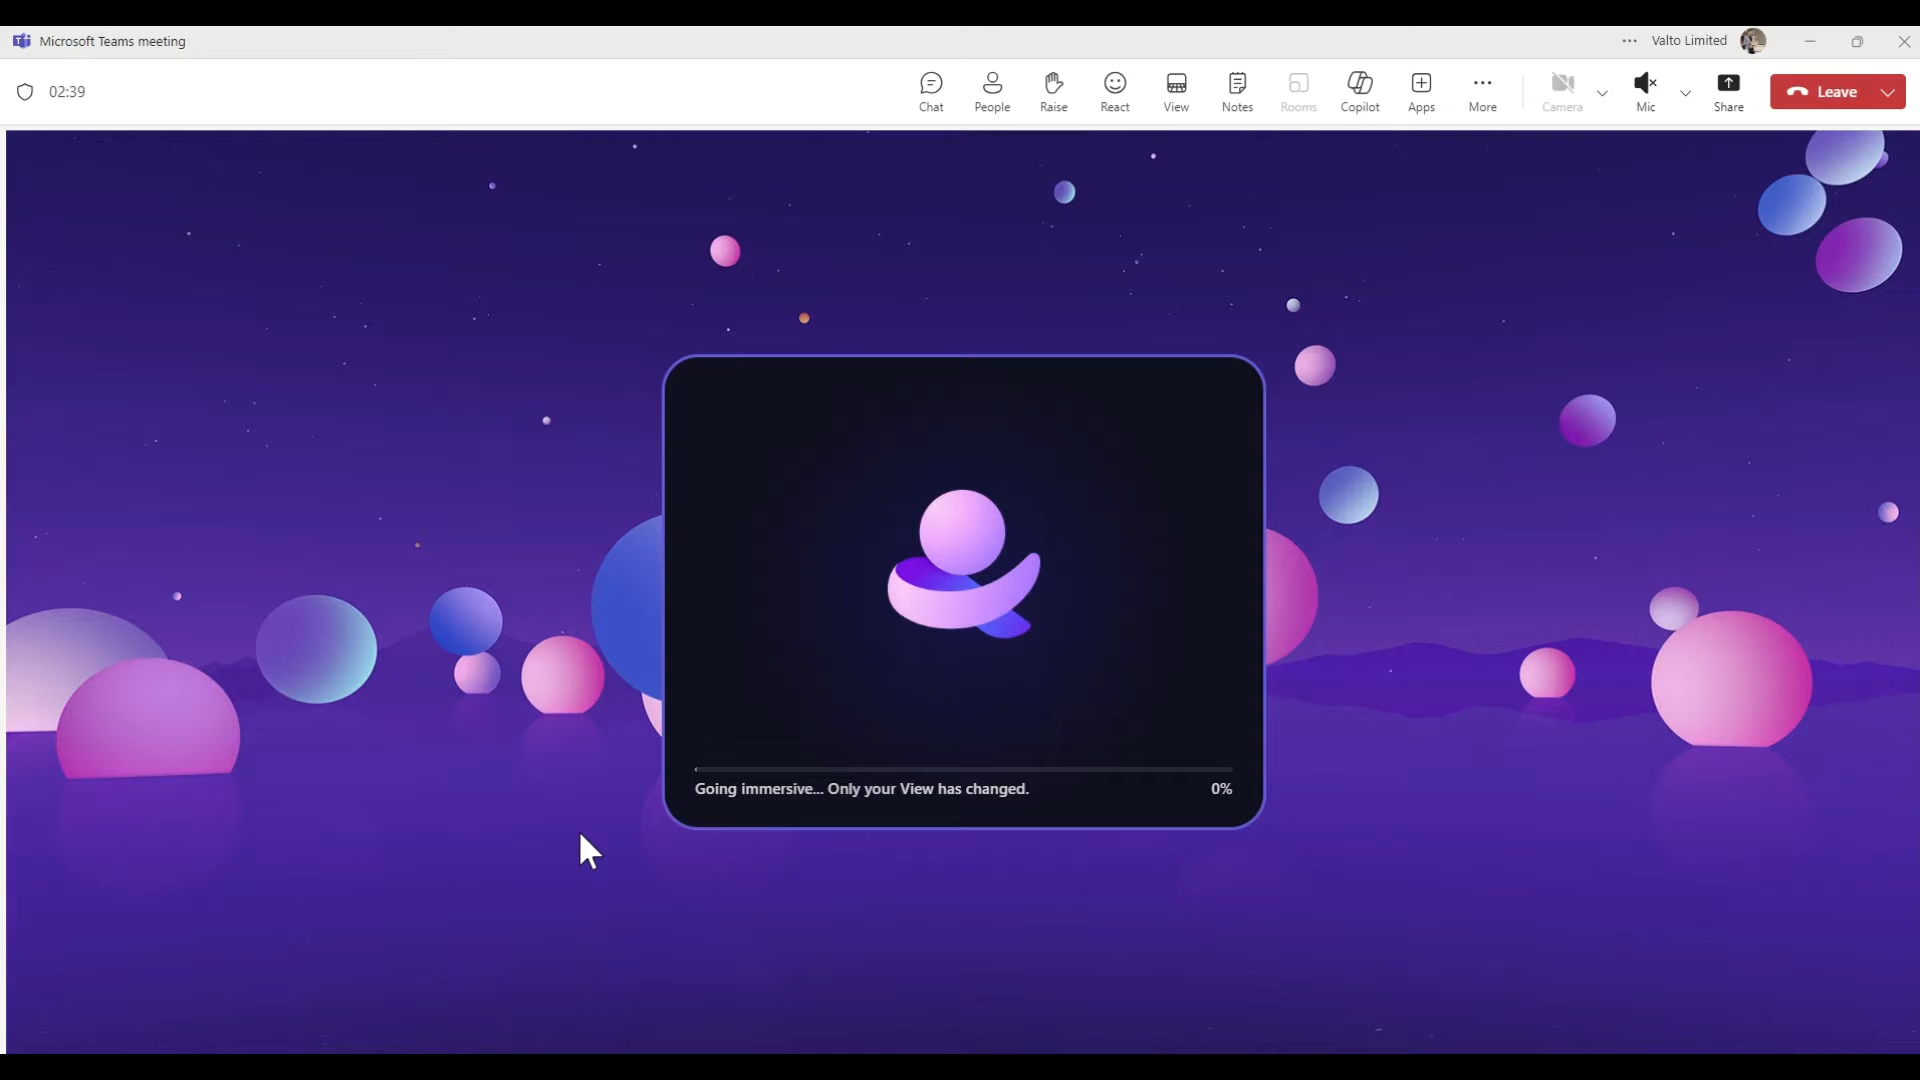 Microsoft Teams meeting
Valto Limited
02:39
Chat
People
Raise
React
View
Notes
Rooms
Copilot
Apps
More
Camera
Mic
Share
Leave
Going immersive... Only your View has changed.
0%